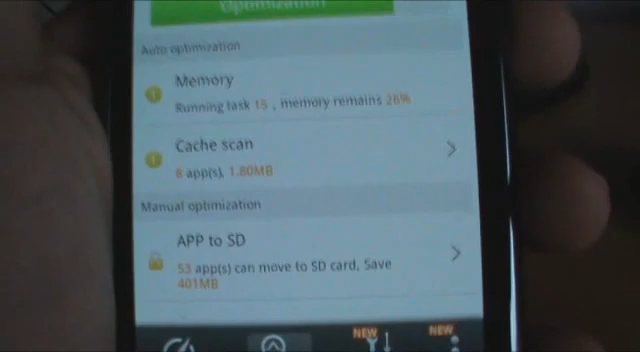 Optimization
Auto optimization
Memory
Running task 15 , memory remains 26%
Cache scan
8 app(s), 1.80MB
Manual optimization
APP to SD
53 app(s) can move to SD card, Save
401MB
NEW NEW